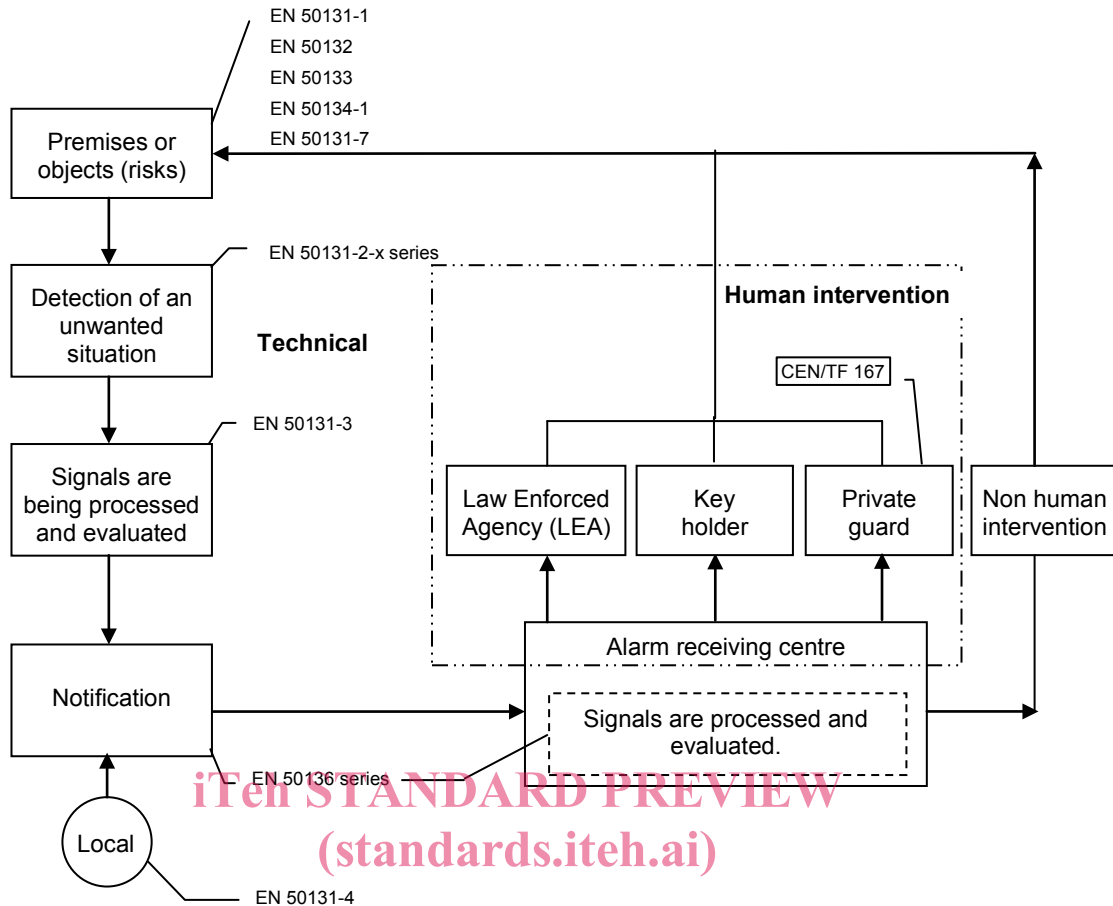 EN 50131-1
EN 50132
EN 50133
EN 50134-1
EN 50131-7
Premises or
objects (risks)
EN 50131-2-x series
Detection of an
unwanted
situation
Technical
Human intervention
CEN/TF 167
EN 50131-3
Signals are
being processed
and evaluated
Law Enforced
Agency (LEA)
Key
holder
Private
guard
Non human
intervention
Alarm receiving centre
Notification
Signals are processed and
evaluated.
EN 50136 series
iTeh STANDARD PREVIEW
(standards.iteh.ai)
Local
EN 50131-4